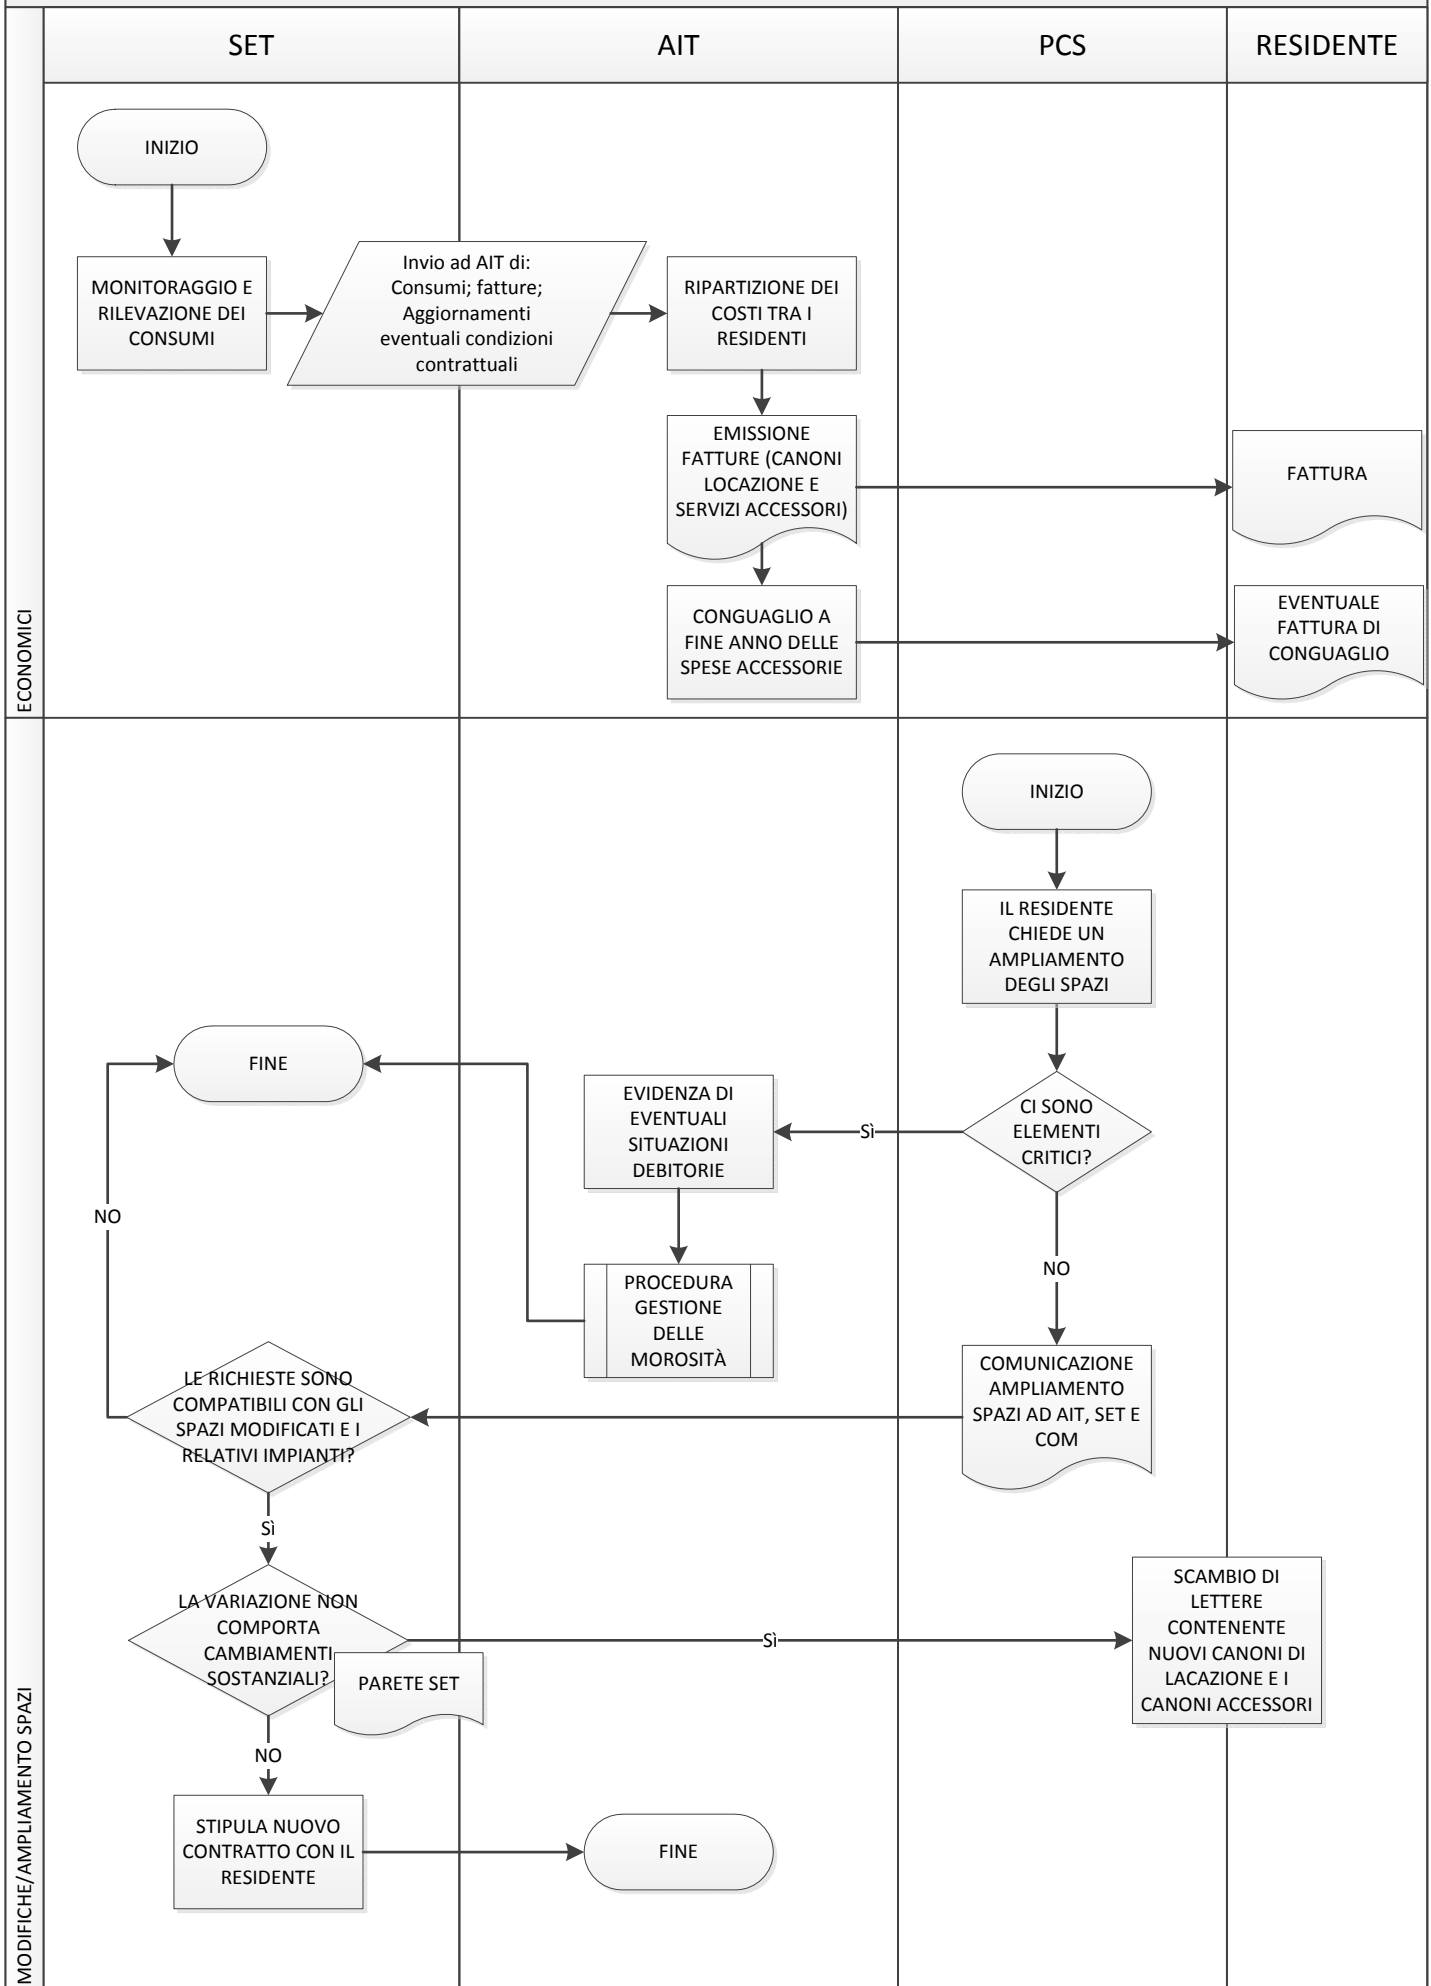 SET
AIT
PCS
RESIDENTE
ECONOMICI
INIZIO
MONITORAGGIO E
RILEVAZIONE DEI
CONSUMI
Invio ad AIT di:
Consumi; fatture;
Aggiornamenti
eventuali condizioni
contrattuali
RIPARTIZIONE DEI
COSTI TRA I
RESIDENTI
EMISSIONE
FATTURE (CANONI
LOCAZIONE E
SERVIZI ACCESSORI)
FATTURA
CONGUAGLIO A
FINE ANNO DELLE
SPESE ACCESSORIE
EVENTUALE
FATTURA DI
CONGUAGLIO
MODIFICHE/AMPLIAMENTO SPAZI
INIZIO
IL RESIDENTE
CHIEDE UN
AMPLIAMENTO
DEGLI SPAZI
CI SONO
ELEMENTI
CRITICI?
Sì
EVIDENZA DI
EVENTUALI
SITUAZIONI
DEBITORIE
FINE
NO
NO
PROCEDURA
GESTIONE
DELLE
MOROSITÀ
COMUNICAZIONE
AMPLIAMENTO
SPAZI AD AIT, SET E
COM
LE RICHIESTE SONO
COMPATIBILI CON GLI
SPAZI MODIFICATI E I
RELATIVI IMPIANTI?
Sì
LA VARIAZIONE NON
COMPORTA
CAMBIAMENTI
SOSTANZIALI?
PARETE SET
Sì
SCAMBIO DI
LETTERE
CONTENENTE
NUOVI CANONI DI
LACAZIONE E I
CANONI ACCESSORI
NO
STIPULA NUOVO
CONTRATTO CON IL
RESIDENTE
FINE